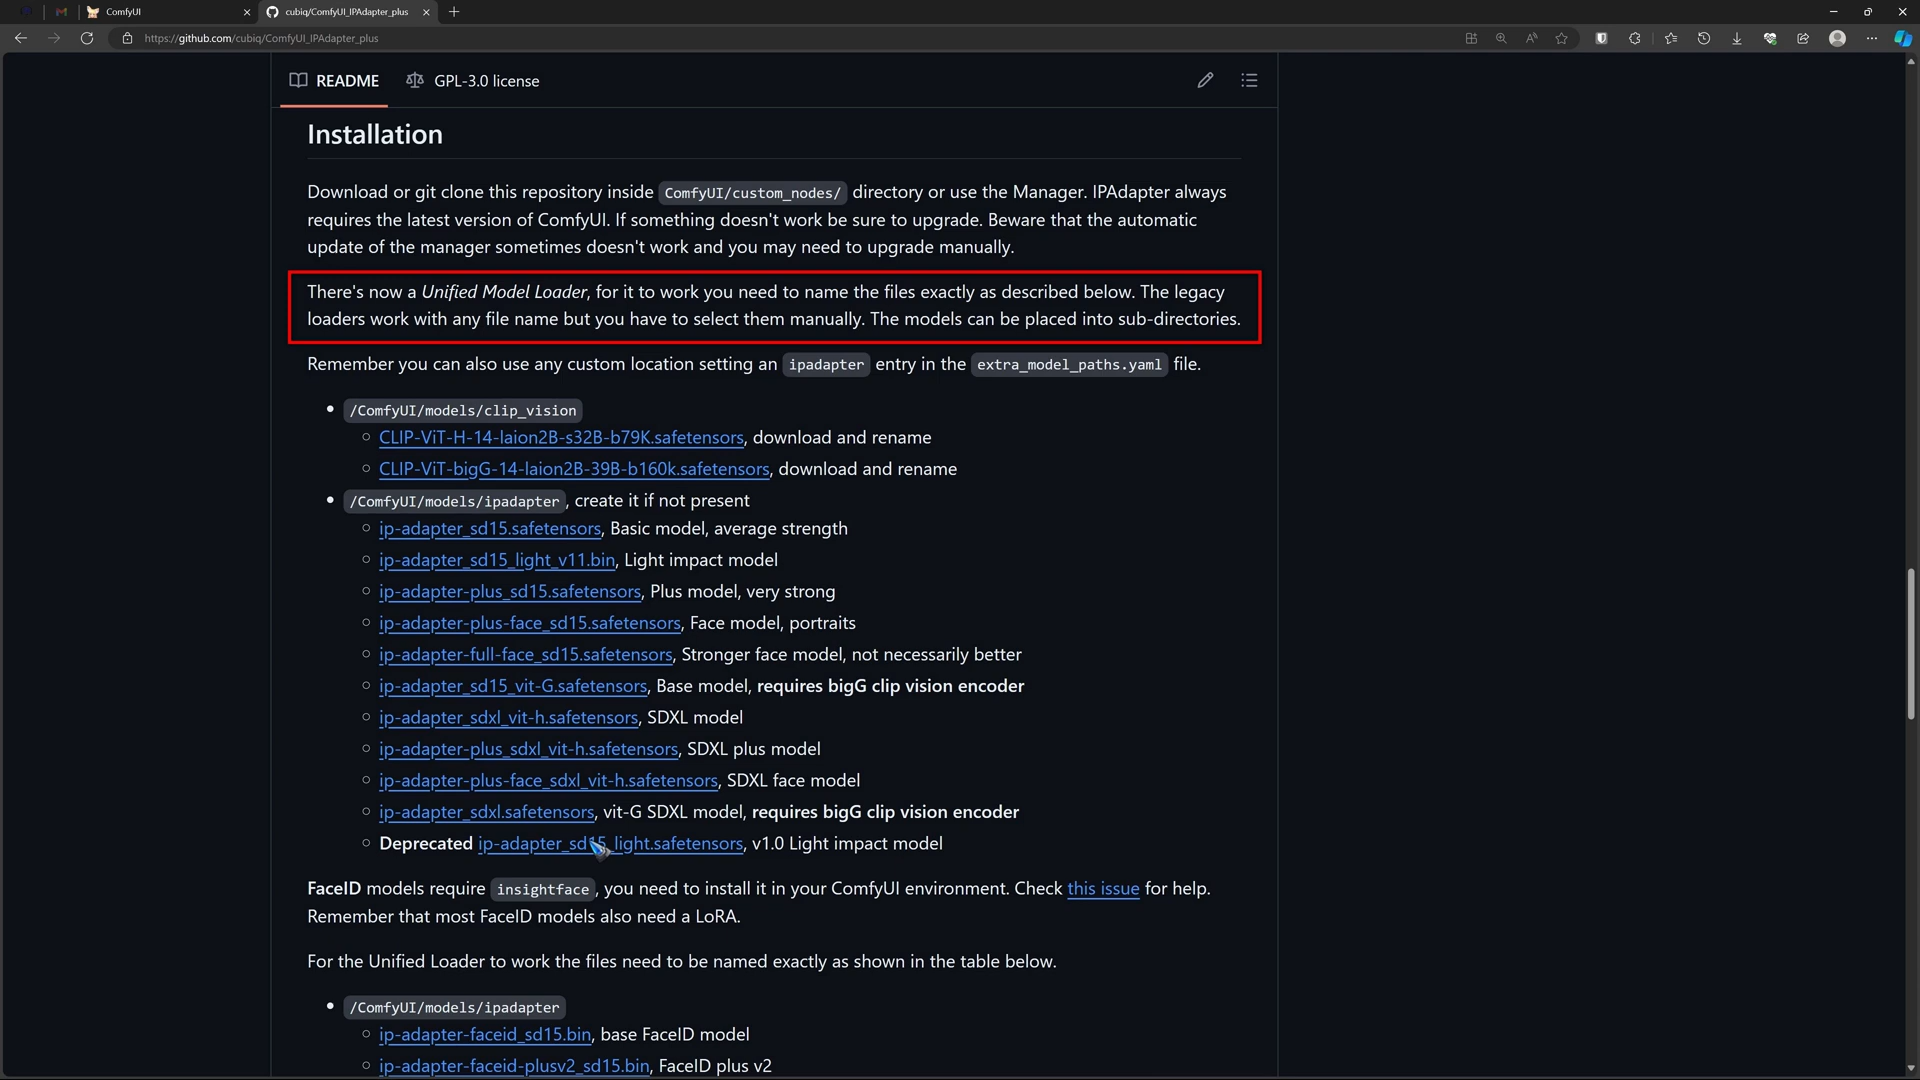 ComfyUI
cubiq/ComfyUI_IPAdapter_plus
https://github.com/cubiq/ComfyUI_IPAdapter_plus
README
GPL-3.0 license
Installation
Download or git clone this repository inside ComfyUI/custom_nodes/ directory or use the Manager. IPAdapter always
requires the latest version of ComfyUI. If something doesn't work be sure to upgrade. Beware that the automatic
update of the manager sometimes doesn't work and you may need to upgrade manually.
There's now a Unified Model Loader, for it to work you need to name the files exactly as described below. The legacy
loaders work with any file name but you have to select them manually. The models can be placed into sub-directories.
Remember you can also use any custom location setting an ipadapter entry in the extra_model_paths.yaml file.
/ComfyUI/models/clip_vision
CLIP-ViT-H-14-laion2B-s32B-b79K.safetensors, download and rename
CLIP-ViT-bigG-14-laion2B-39B-b160k.safetensors, download and rename
/ComfyUI/models/ipadapter, create it if not present
ip-adapter_sd15.safetensors, Basic model, average strength
ip-adapter_sd15_light_v11.bin, Light impact model
ip-adapter-plus_sd15.safetensors, Plus model, very strong
ip-adapter-plus-face_sd15.safetensors, Face model, portraits
ip-adapter-full-face_sd15.safetensors, Stronger face model, not necessarily better
ip-adapter_sd15_vit-G.safetensors, Base model, requires bigG clip vision encoder
ip-adapter_sdxl_vit-h.safetensors, SDXL model
ip-adapter-plus_sdxl_vit-h.safetensors, SDXL plus model
ip-adapter-plus-face_sdxl_vit-h.safetensors, SDXL face model
ip-adapter_sdxl.safetensors, vit-G SDXL model, requires bigG clip vision encoder
Deprecated ip-adapter_sd15_light.safetensors, v1.0 Light impact model
FaceID models require insightface, you need to install it in your ComfyUI environment. Check this issue for help.
Remember that most FaceID models also need a LoRA.
For the Unified Loader to work the files need to be named exactly as shown in the table below.
/ComfyUI/models/ipadapter
ip-adapter-faceid_sd15.bin, base FaceID model
ip-adapter-faceid-plusv2_sd15.bin, FaceID plus v2